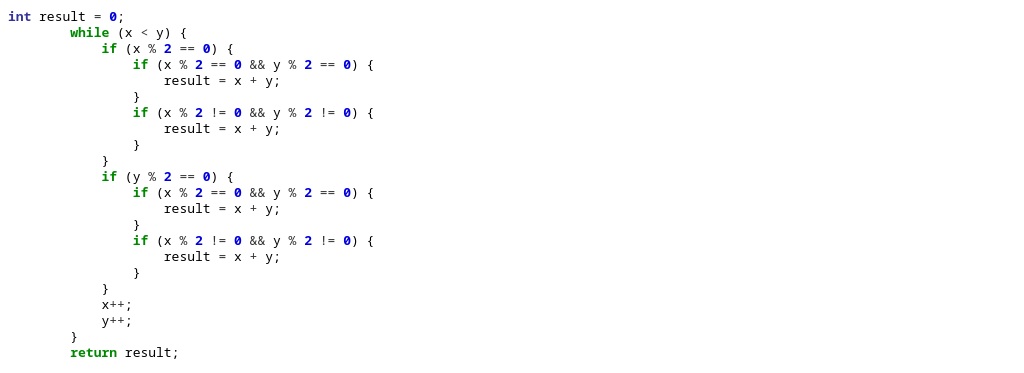 int result = 0;
        while (x < y) {
            if (x % 2 == 0) {
                if (x % 2 == 0 && y % 2 == 0) {
                    result = x + y;
                }
                if (x % 2 != 0 && y % 2 != 0) {
                    result = x + y;
                }
            }
            if (y % 2 == 0) {
                if (x % 2 == 0 && y % 2 == 0) {
                    result = x + y;
                }
                if (x % 2 != 0 && y % 2 != 0) {
                    result = x + y;
                }
            }
            x++;
            y++;
        }
        return result;